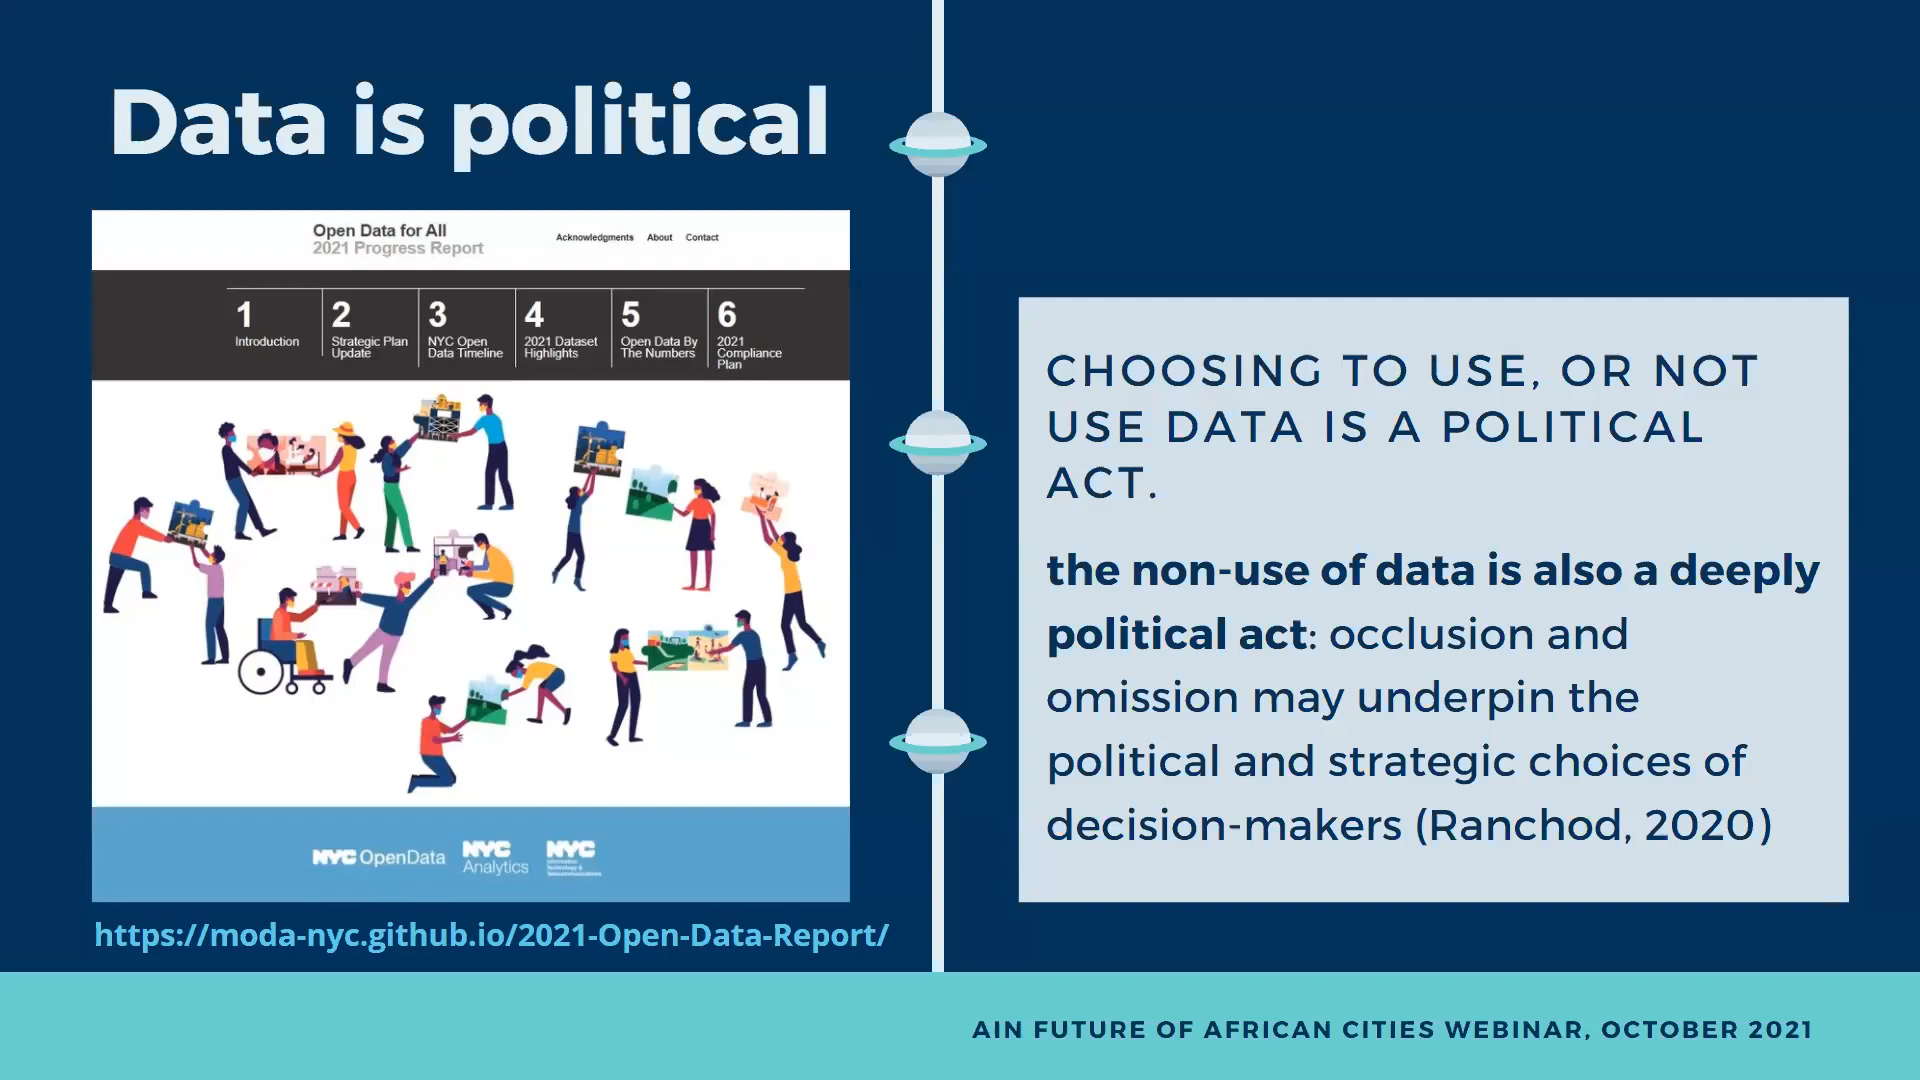 Data is political
Open Data for All
2021 Progress Report
Acknowledgments About Contact
1
Introduction
2
Strategic Plan
Update
3
NYC Open
Data Timeline
4
2021 Dataset
Highlights
5
Open Data By
The Numbers
6
2021
Compliance
Plan
NYC OpenData
NYC
Analytics
NYC
Information
Technology &
Telecommunications
https://moda-nyc.github.io/2021-Open-Data-Report/
CHOOSING TO USE, OR NOT
USE DATA IS A POLITICAL
ACT.
the non-use of data is also a deeply
political act: occlusion and
omission may underpin the
political and strategic choices of
decision-makers (Ranchod, 2020)
AIN FUTURE OF AFRICAN CITIES WEBINAR, OCTOBER 2021